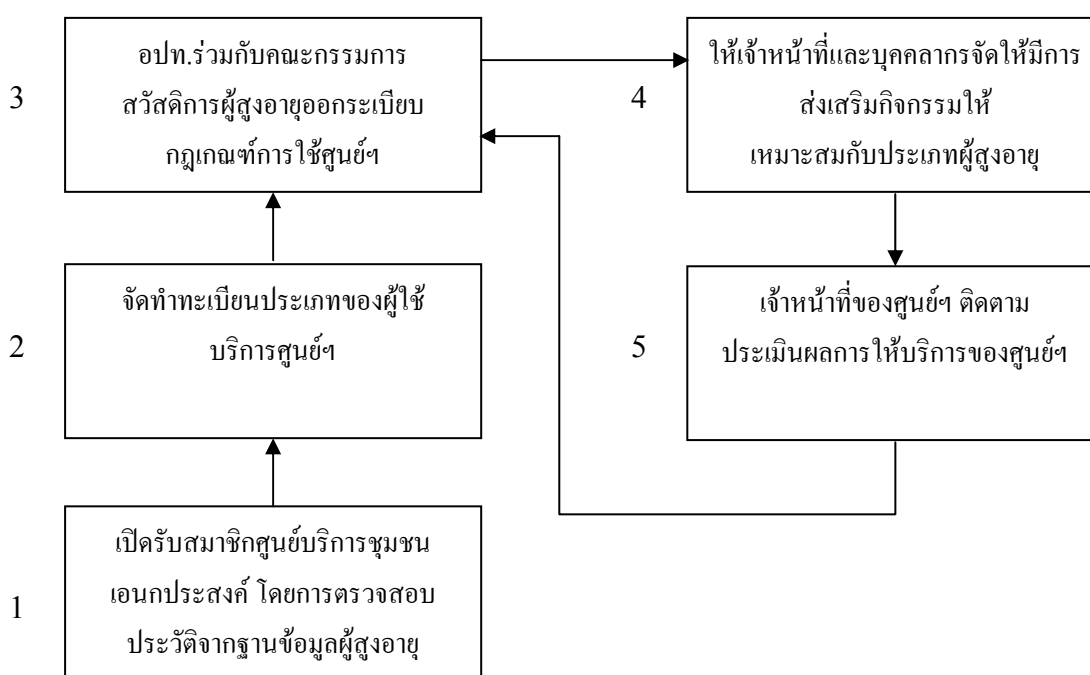 3
อปท.ร่วมกับคณะกรรมการ
สวัสดิการผู้สูงอายุออกระเบียบ
กฎเกณฑ์การใช้ศูนย์ฯ
4
ให้เจ้าหน้าที่และบุคคลากรจัดให้มีการ
ส่งเสริมกิจกรรมให้
เหมาะสมกับประเภทผู้สูงอายุ
2
จัดทำทะเบียนประเภทของผู้ใช้
บริการศูนย์ฯ
5
เจ้าหน้าที่ของศูนย์ฯ ติดตาม
ประเมินผลการให้บริการของศูนย์ฯ
1
เปิดรับสมาชิกศูนย์บริการชุมชน
เอนกประสงค์ โดยการตรวจสอบ
ประวัติจากฐานข้อมูลผู้สูงอายุ